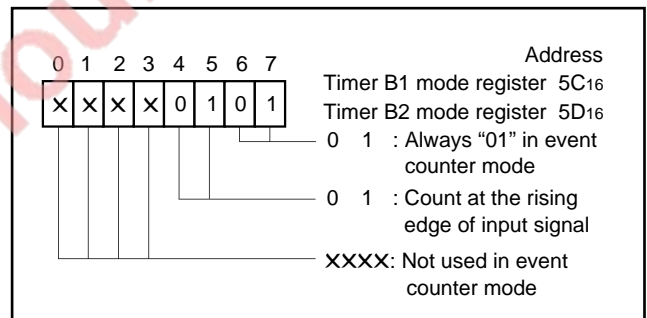 Address
0 1 2 3 4 5 6 7
Timer B1 mode register 5C16
X X X X 0 1 0 1
Timer B2 mode register 5D16
0 1 : Always “01” in event
counter mode
0 1 : Count at the rising
edge of input signal
XXXX: Not used in event
counter mode